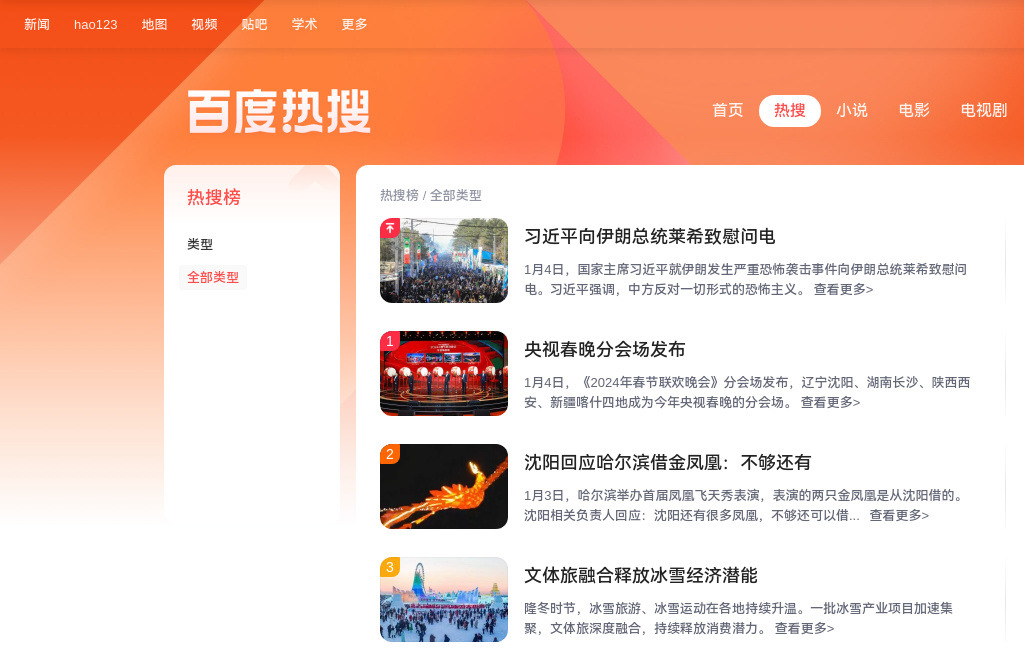 新闻 hao123 地图 视频 贴吧 学术 更多
百度热搜
首页 热搜 小说 电影 电视剧
热搜榜
类型
全部类型
热搜榜 / 全部类型
习近平向伊朗总统莱希致慰问电
1月4日，国家主席习近平就伊朗发生严重恐怖袭击事件向伊朗总统莱希致慰问
电。习近平强调，中方反对一切形式的恐怖主义。 查看更多>
1
央视春晚分会场发布
1月4日，《2024年春节联欢晚会》分会场发布，辽宁沈阳、湖南长沙、陕西西
安、新疆喀什四地成为今年央视春晚的分会场。 查看更多>
2
沈阳回应哈尔滨借金凤凰：不够还有
1月3日，哈尔滨举办首届凤凰飞天秀表演，表演的两只金凤凰是从沈阳借的。
沈阳相关负责人回应：沈阳还有很多凤凰，不够还可以借... 查看更多>
3
文体旅融合释放冰雪经济潜能
隆冬时节，冰雪旅游、冰雪运动在各地持续升温。一批冰雪产业项目加速集
聚，文体旅深度融合，持续释放消费潜力。 查看更多>